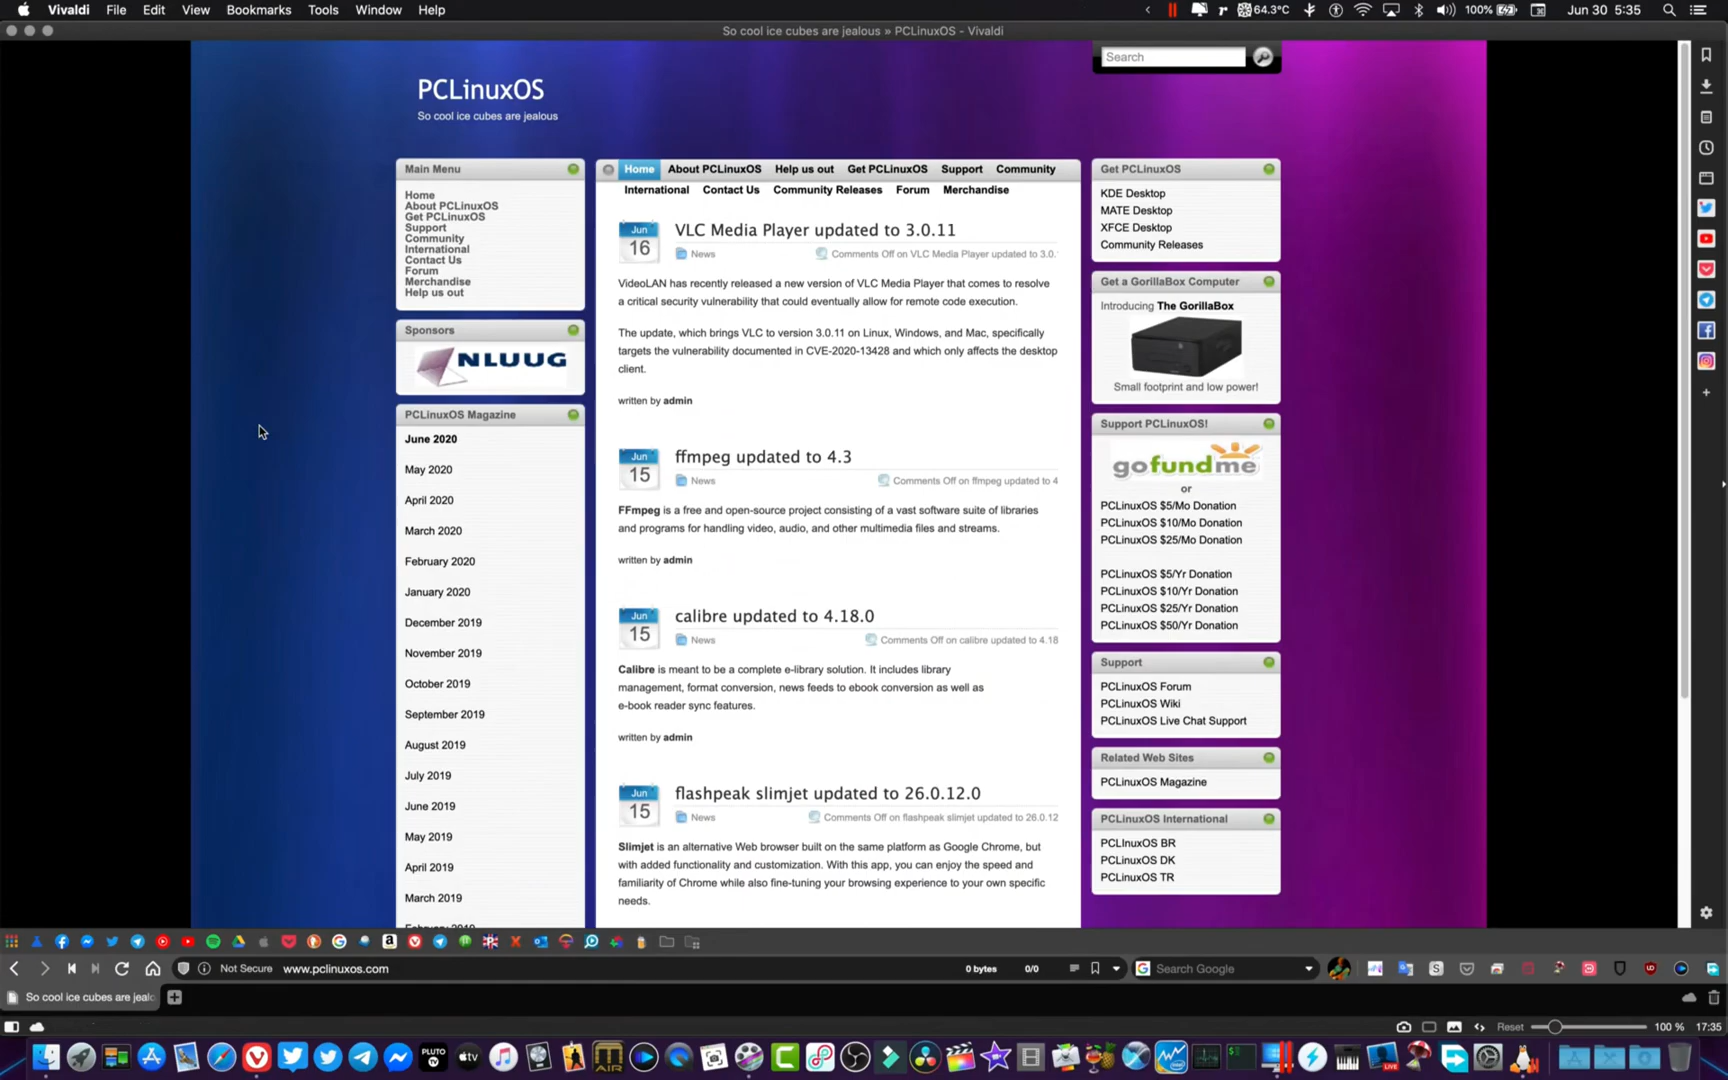 Vivaldi File Edit View Bookmarks Tools Window Help
64.3°C 100% Jun 30 5:35
So cool ice cubes are jealous » PCLinuxOS - Vivaldi
Search
PCLinuxOS
So cool ice cubes are jealous
Main Menu
Home
About PCLinuxOS
Get PCLinuxOS
Support
Community
International
Contact Us
Forum
Merchandise
Help us out
Sponsors
NLUUG
PCLinuxOS Magazine
June 2020
May 2020
April 2020
March 2020
February 2020
January 2020
December 2019
November 2019
October 2019
September 2019
August 2019
July 2019
June 2019
May 2019
April 2019
March 2019
Home About PCLinuxOS Help us out Get PCLinuxOS Support Community
International Contact Us Community Releases Forum Merchandise
Jun
16
VLC Media Player updated to 3.0.11
News Comments Off on VLC Media Player updated to 3.0.
VideoLAN has recently released a new version of VLC Media Player that comes to resolve
a critical security vulnerability that could eventually allow for remote code execution.
The update, which brings VLC to version 3.0.11 on Linux, Windows, and Mac, specifically
targets the vulnerability documented in CVE-2020-13428 and which only affects the desktop
client.
written by admin
Jun
15
ffmpeg updated to 4.3
News Comments Off on ffmpeg updated to 4
FFmpeg is a free and open-source project consisting of a vast software suite of libraries
and programs for handling video, audio, and other multimedia files and streams.
written by admin
Jun
15
calibre updated to 4.18.0
News Comments Off on calibre updated to 4.18
Calibre is meant to be a complete e-library solution. It includes library
management, format conversion, news feeds to ebook conversion as well as
e-book reader sync features.
written by admin
Jun
15
flashpeak slimjet updated to 26.0.12.0
News Comments Off on flashpeak slimjet updated to 26.0.12
Slimjet is an alternative Web browser built on the same platform as Google Chrome, but
with added functionality and customization. With this app, you can enjoy the speed and
familiarity of Chrome while also fine-tuning your browsing experience to your own specific
needs.
Get PCLinuxOS
KDE Desktop
MATE Desktop
XFCE Desktop
Community Releases
Get a GorillaBox Computer
Introducing The GorillaBox
Small footprint and low power!
Support PCLinuxOS!
gofundme
or
PCLinuxOS $5/Mo Donation
PCLinuxOS $10/Mo Donation
PCLinuxOS $25/Mo Donation
PCLinuxOS $5/Yr Donation
PCLinuxOS $10/Yr Donation
PCLinuxOS $25/Yr Donation
PCLinuxOS $50/Yr Donation
Support
PCLinuxOS Forum
PCLinuxOS Wiki
PCLinuxOS Live Chat Support
Related Web Sites
PCLinuxOS Magazine
PCLinuxOS International
PCLInuxOS BR
PCLinuxOS DK
PCLinuxOS TR
Not Secure www.pclinuxos.com 0 bytes 0/0 Search Google
So cool ice cubes are jealo
Reset 100 % 17:35
PLUTO TV tv AIR LIVE